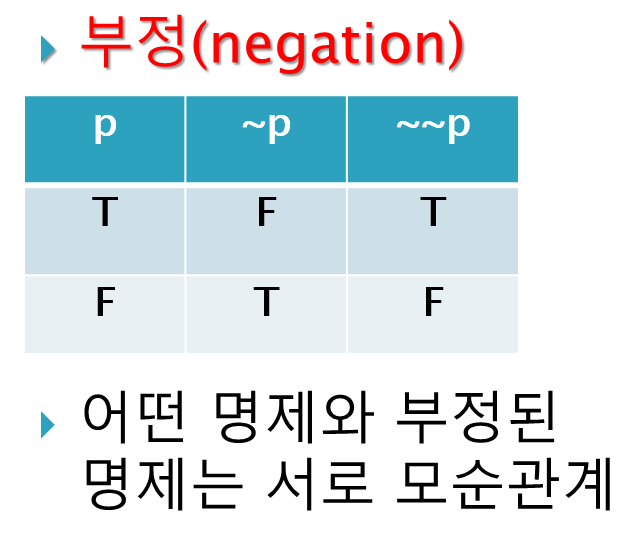 부정(negation)
p ~p ~~p
T F T
F T F
어떤 명제와 부정된
명제는 서로 모순관계